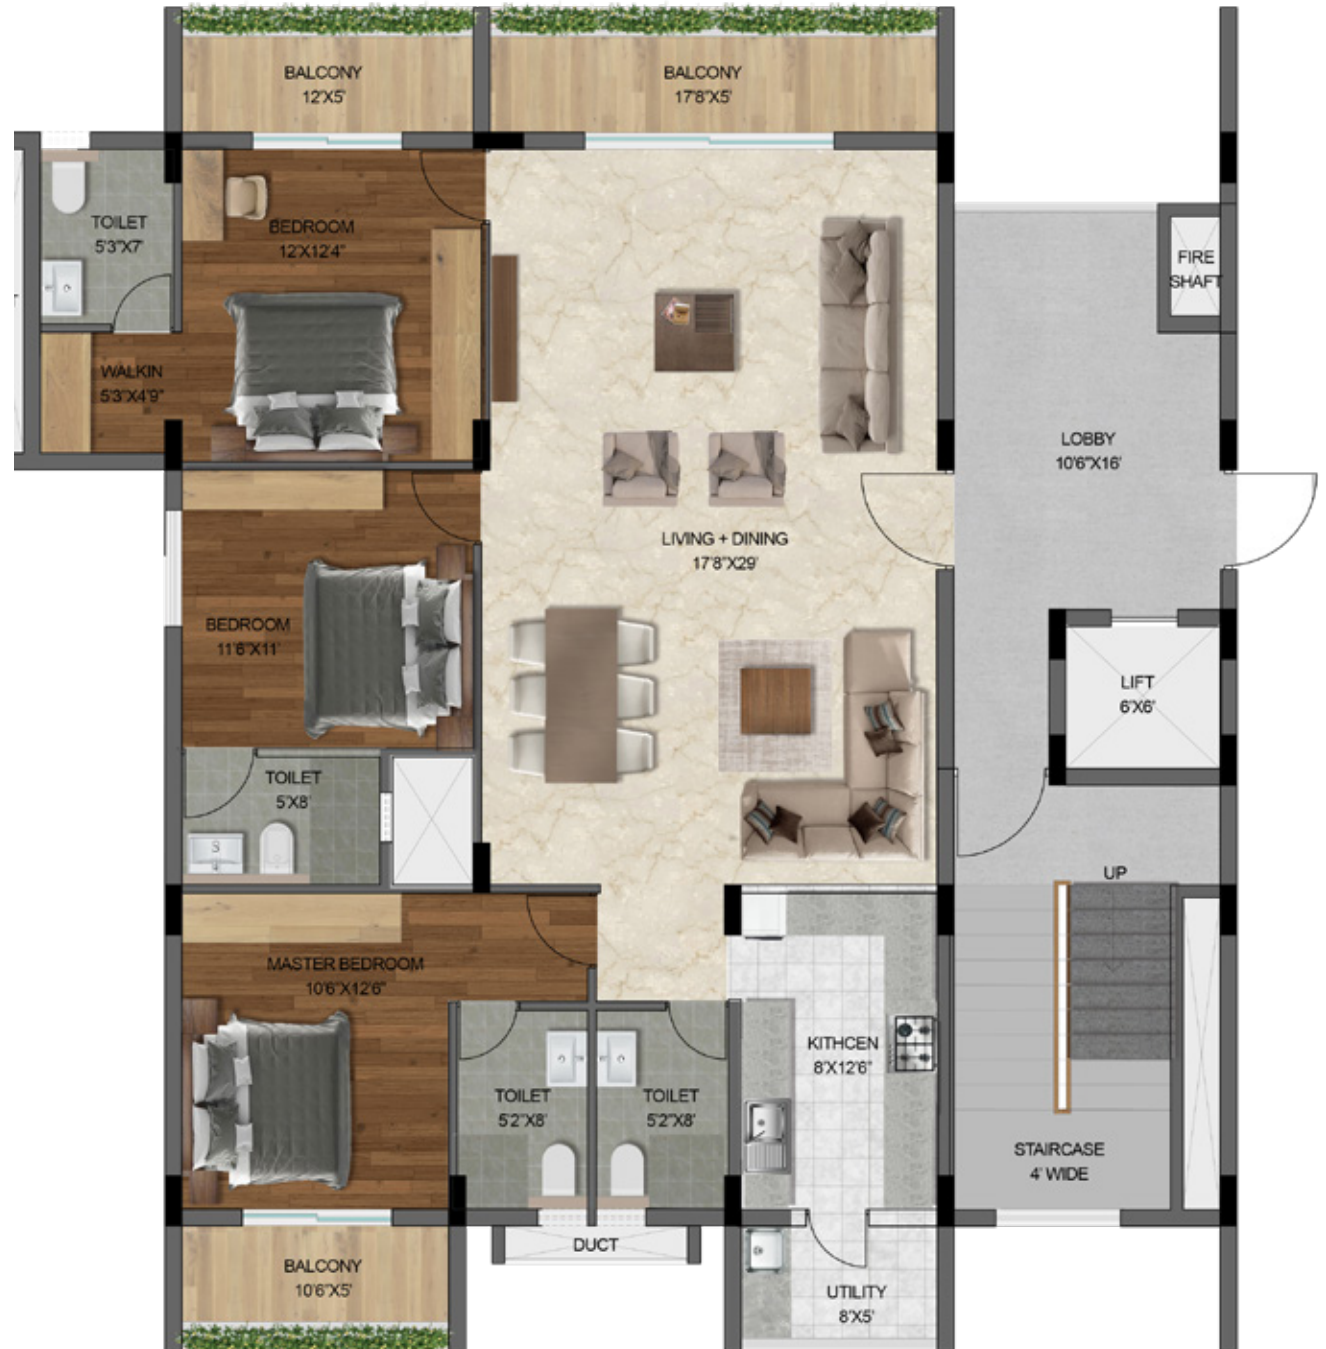 BALCONY
12'X5'
BALCONY
17'8"X5'
TOILET
5'3"X7'
BEDROOM
12'X12'4"
FIRE
SHAFT
WALKIN
5'3"X4'9"
LOBBY
10'6"X16'
LIVING + DINING
17'8"X29'
BEDROOM
11'6"X11'
LIFT
6'X6'
TOILET
5'X8'
UP
MASTER BEDROOM
10'6"X12'6"
KITHCEN
8'X12'6"
TOILET
5'2"X8'
TOILET
5'2"X8'
STAIRCASE
4' WIDE
DUCT
BALCONY
10'6"X5'
UTILITY
8'X5'